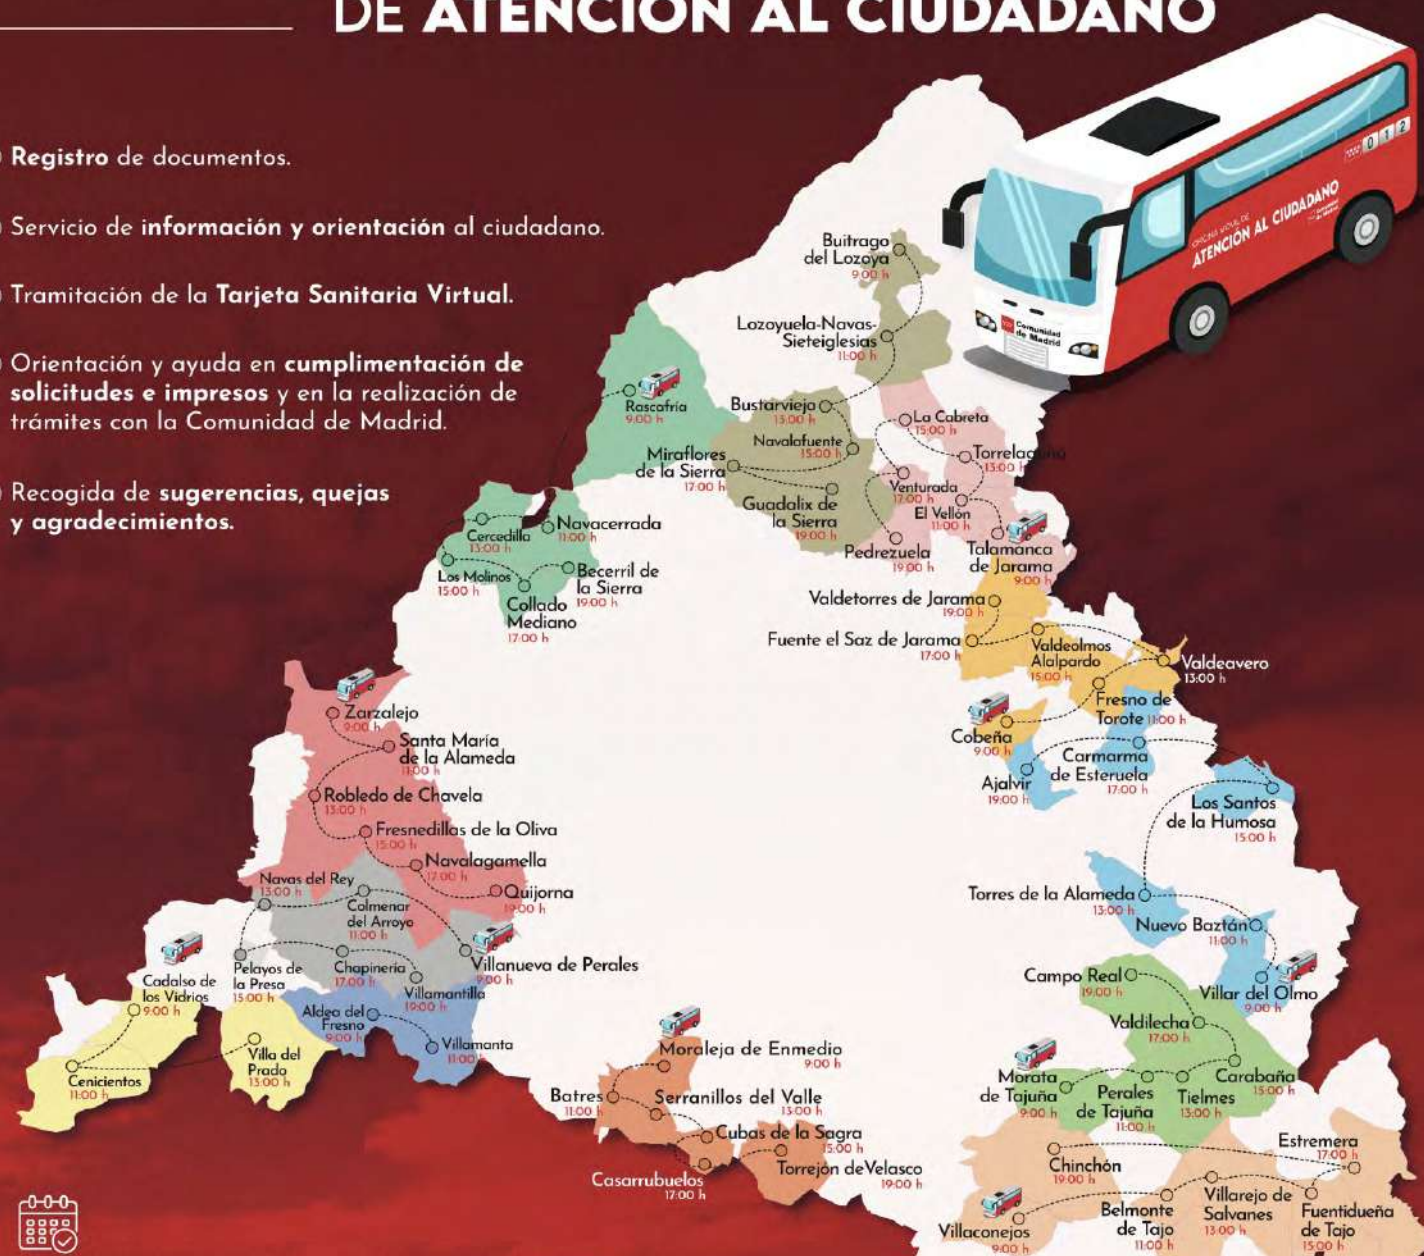 DE ATENCIÓN AL CIUDADANO
Registro de documentos.
Servicio de información y orientación al ciudadano.
Tramitación de la Tarjeta Sanitaria Virtual.
Orientación y ayuda en cumplimentación de
solicitudes e impresos y en la realización de
trámites con la Comunidad de Madrid.
Recogida de sugerencias, quejas
y agradecimientos.
012
OFICINA MÓVIL DE
ATENCIÓN AL CIUDADANO
Comunidad
de Madrid
Comunidad
de Madrid
Buitrago
del Lozoya
9:00 h
Lozoyuela-Navas-
Sieteiglesias
11:00 h
Bustarviejo
13:00 h
Navalafuente
15:00 h
Miraflores
de la Sierra
17:00 h
Guadalix de
la Sierra
19:00 h
Rascafría
9:00 h
Navacerrada
11:00 h
Cercedilla
13:00 h
Los Molinos
15:00 h
Collado
Mediano
17:00 h
Becerril de
la Sierra
19:00 h
La Cabreta
15:00 h
Torrelaguna
13:00 h
Venturada
17:00 h
El Vellón
11:00 h
Pedrezuela
19:00 h
Talamanca
de Jarama
9:00 h
Valdetorres de Jarama
19:00 h
Fuente el Saz de Jarama
17:00 h
Valdeolmos
Alalpardo
15:00 h
Valdeavero
13:00 h
Fresno de
Torote 11:00 h
Cobeña
9:00 h
Ajalvir
19:00 h
Carmarma
de Esteruela
17:00 h
Los Santos
de la Humosa
15:00 h
Torres de la Alameda
13:00 h
Nuevo Baztán
11:00 h
Villar del Olmo
9:00 h
Zarzalejo
9:00 h
Santa María
de la Alameda
11:00 h
Robledo de Chavela
13:00 h
Fresnedillas de la Oliva
15:00 h
Navalagamella
17:00 h
Quijorna
19:00 h
Navas del Rey
13:00 h
Colmenar
del Arroyo
11:00 h
Villanueva de Perales
9:00 h
Pelayos de
la Presa
15:00 h
Chapinería
17:00 h
Villamantilla
19:00 h
Cadalso de
los Vidrios
9:00 h
Cenicientos
11:00 h
Villa del
Prado
13:00 h
Aldea del
Fresno
9:00 h
Villamanta
11:00 h
Moraleja de Enmedio
9:00 h
Batres
11:00 h
Serranillos del Valle
13:00 h
Cubas de la Sagra
15:00 h
Casarrubuelos
17:00 h
Torrejón de Velasco
19:00 h
Campo Real
19:00 h
Valdilecha
17:00 h
Carabaña
15:00 h
Morata
de Tajuña
9:00 h
Perales
de Tajuña
11:00 h
Tielmes
13:00 h
Estremera
17:00 h
Chinchón
19:00 h
Villaconejos
9:00 h
Belmonte
de Tajo
11:00 h
Villarejo de
Salvanes
13:00 h
Fuentidueña
de Tajo
15:00 h